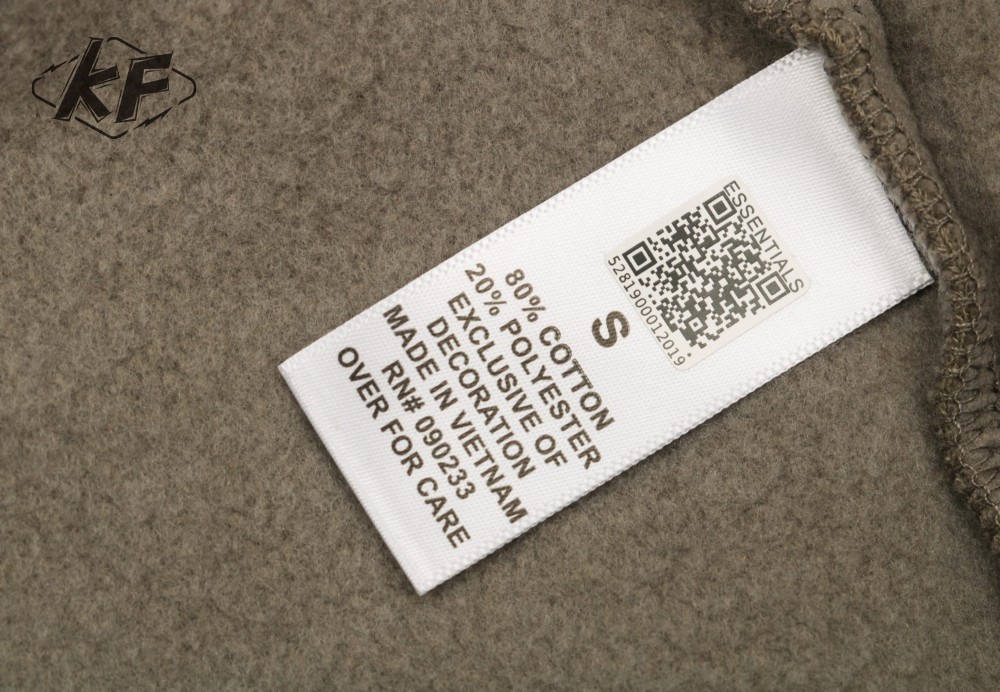 KF
ESSENTIALS
5281900012019
S
80% COTTON
20% POLYESTER
EXCLUSIVE OF
DECORATION
MADE IN VIETNAM
RN# 090233
OVER FOR CARE